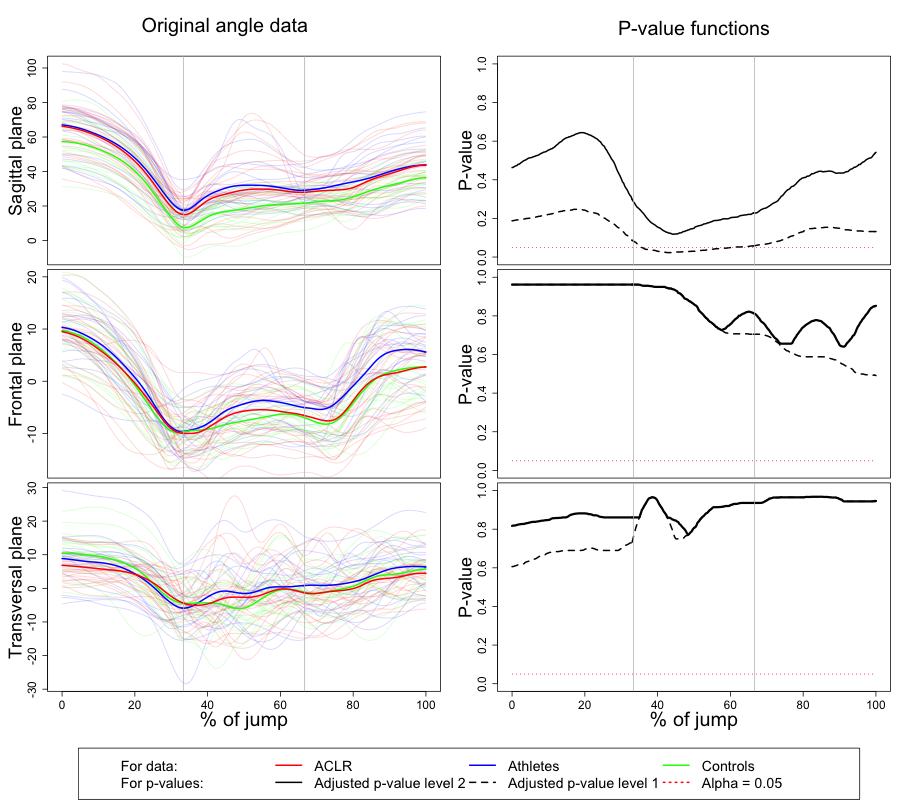 Original angle data
P-value functions
Sagittal plane
0 20 40 60 80 100
P-value
0.0 0.2 0.4 0.6 0.8 1.0
Frontal plane
-10 0 10 20
P-value
0.0 0.2 0.4 0.6 0.8 1.0
Transversal plane
-30 -20 -10 0 10 20 30
P-value
0.0 0.2 0.4 0.6 0.8 1.0
0 20 40 60 80 100
0 20 40 60 80 100
% of jump
% of jump
For data: ACLR Athletes Controls
For p-values: Adjusted p-value level 2 Adjusted p-value level 1 Alpha = 0.05